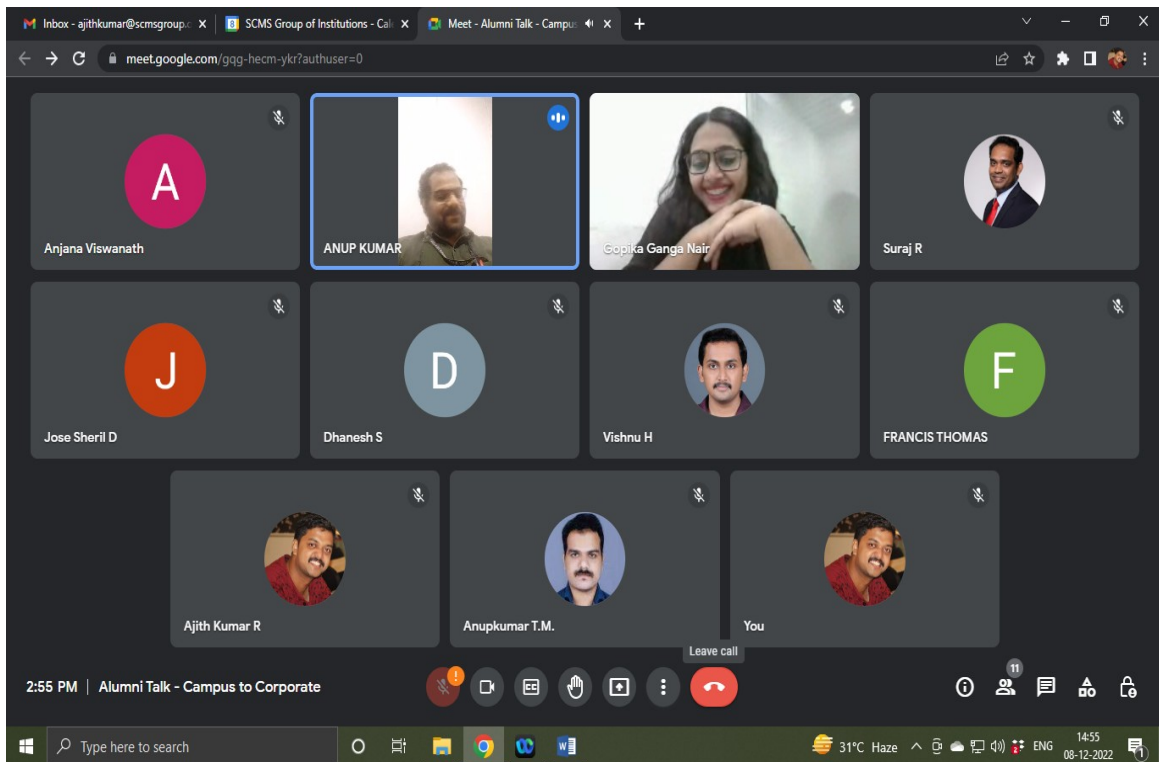 Inbox - ajithkumar@scmsgroup.c
SCMS Group of Institutions - Cale
Meet - Alumni Talk - Campus
meet.google.com/gqg-hecm-ykr?authuser=0
A
Anjana Viswanath
ANUP KUMAR
Gopika Ganga Nair
Suraj R
J
Jose Sheril D
D
Dhanesh S
Vishnu H
F
FRANCIS THOMAS
Ajith Kumar R
Anupkumar T.M.
You
Leave call
2:55 PM | Alumni Talk - Campus to Corporate
CC
11
Type here to search
31°C Haze
ENG
14:55
08-12-2022
1